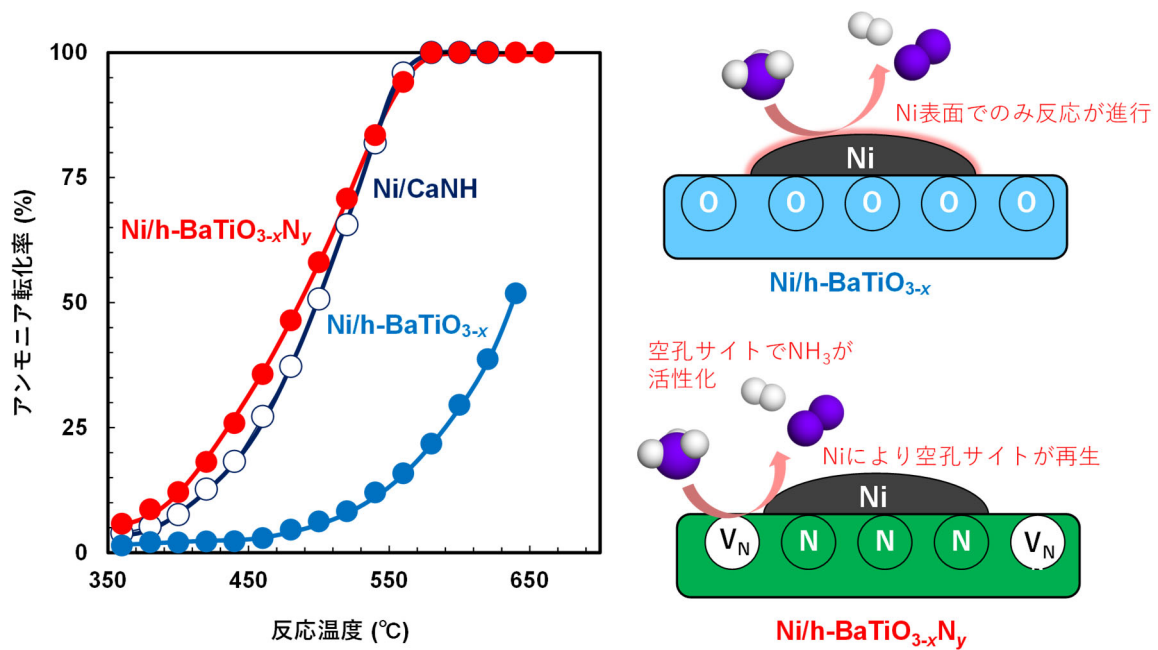 100
75
50
25
0
350
450
550
650
アンモニア転化率 (%)
反応温度 (℃)
Ni/CaNH
Ni/h-BaTiO3-xNy
Ni/h-BaTiO3-x
Ni表面でのみ反応が進行
Ni
O O O O O
Ni/h-BaTiO3-x
空孔サイトでNH3が
活性化
Niにより空孔サイトが再生
Ni
VN N N N VN
Ni/h-BaTiO3-xNy